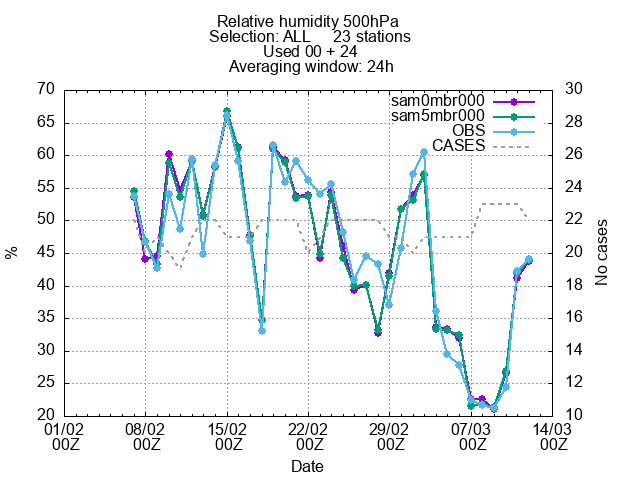 Relative humidity 500hPa
Selection: ALL 23 stations
Used 00 + 24
Averaging window: 24h
70 30
sam0mbr000
65 28
sam5mbr000
OBS
60 26
CASES
55 24
50 22
% No cases
45 20
40 18
35 16
30 14
25 12
20 10
01/02 08/02 15/02 22/02 29/02 07/03 14/03
00Z 00Z 00Z 00Z 00Z 00Z 00Z
Date